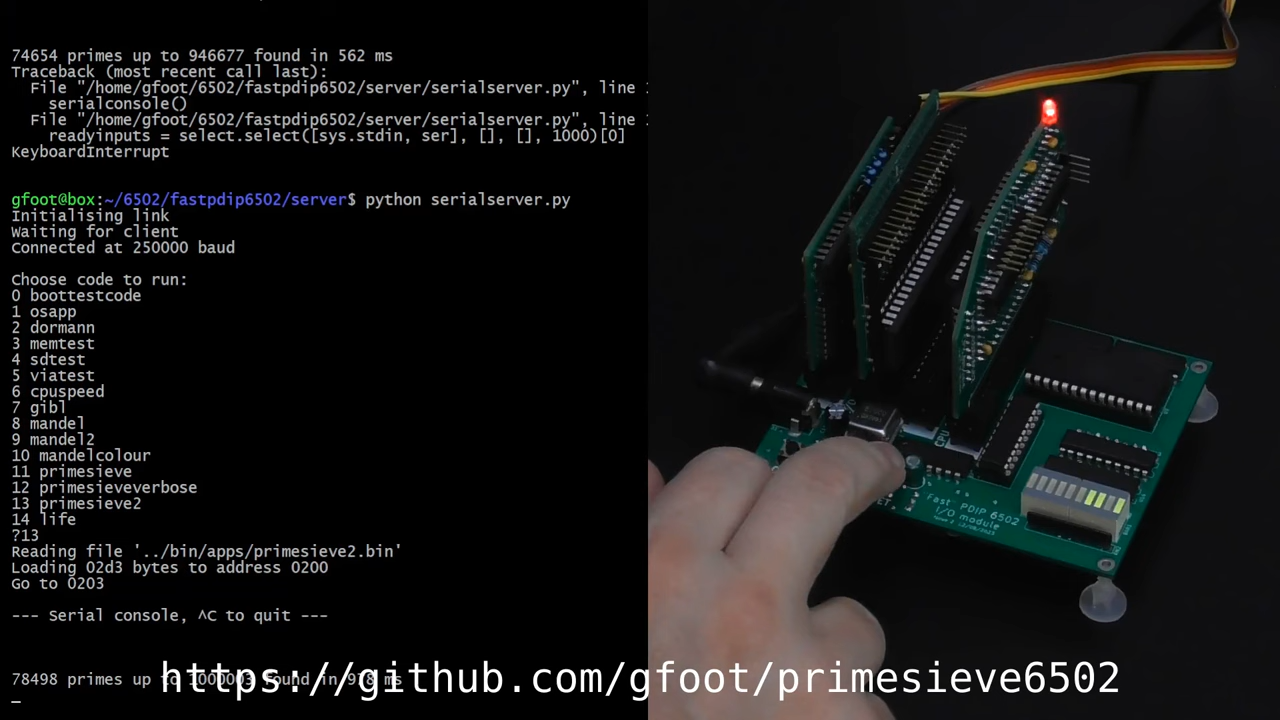 74654 primes up to 946677 found in 562 ms
Traceback (most recent call last):
File "/home/gfoot/6502/fastpdip6502/server/serialserver.py", line
serialconsole()
File "/home/gfoot/6502/fastpdip6502/server/serialserver.py", line
readyinputs = select.select([sys.stdin, ser], [], [], 1000)[0]
KeyboardInterrupt
gfoot@box:~/6502/fastpdip6502/server$ python serialserver.py
Initialising link
Waiting for client
Connected at 250000 baud
Choose code to run:
0 boottestcode
1 osapp
2 dormann
3 memtest
4 sdtest
5 viatest
6 cpuspeed
7 gibl
8 mandel
9 mandel2
10 mandelcolour
11 primesieve
12 primesieveverbose
13 primesieve2
14 life
?13
Reading file '../bin/apps/primesieve2.bin'
Loading 02d3 bytes to address 0200
Go to 0203
--- Serial console, ^C to quit ---
78498 primes up to 1000003 found in ms
https://github.com/gfoot/primesieve6502
CPU
Fast PDIP 6502
I/O module